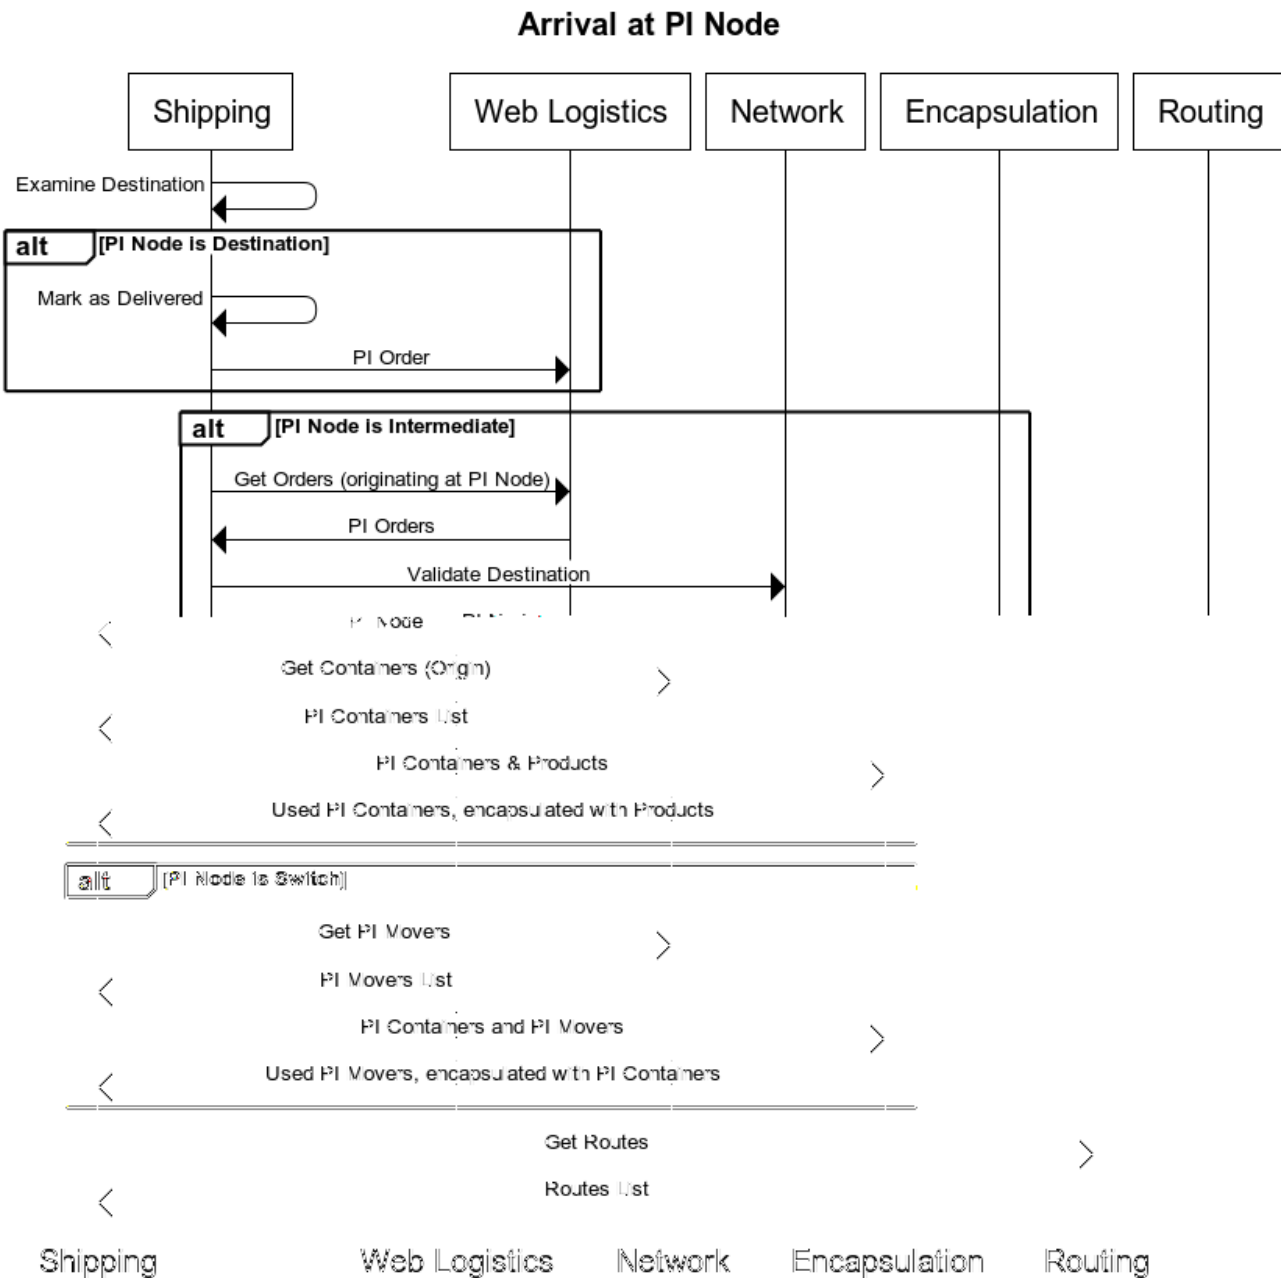 Arrival at PI Node
Shipping Web Logistics Network Encapsulation Routing
Examine Destination
alt [PI Node is Destination]
Mark as Delivered
PI Order
alt [PI Node is Intermediate]
Get Orders (originating at PI Node)
PI Orders
Validate Destination
PI Node
Get Containers (Origin)
PI Containers List
PI Containers & Products
Used PI Containers, encapsulated with Products
alt [PI Node is Switch]
Get PI Movers
PI Movers List
PI Containers and PI Movers
Used PI Movers, encapsulated with PI Containers
Get Routes
Routes List
Shipping Web Logistics Network Encapsulation Routing